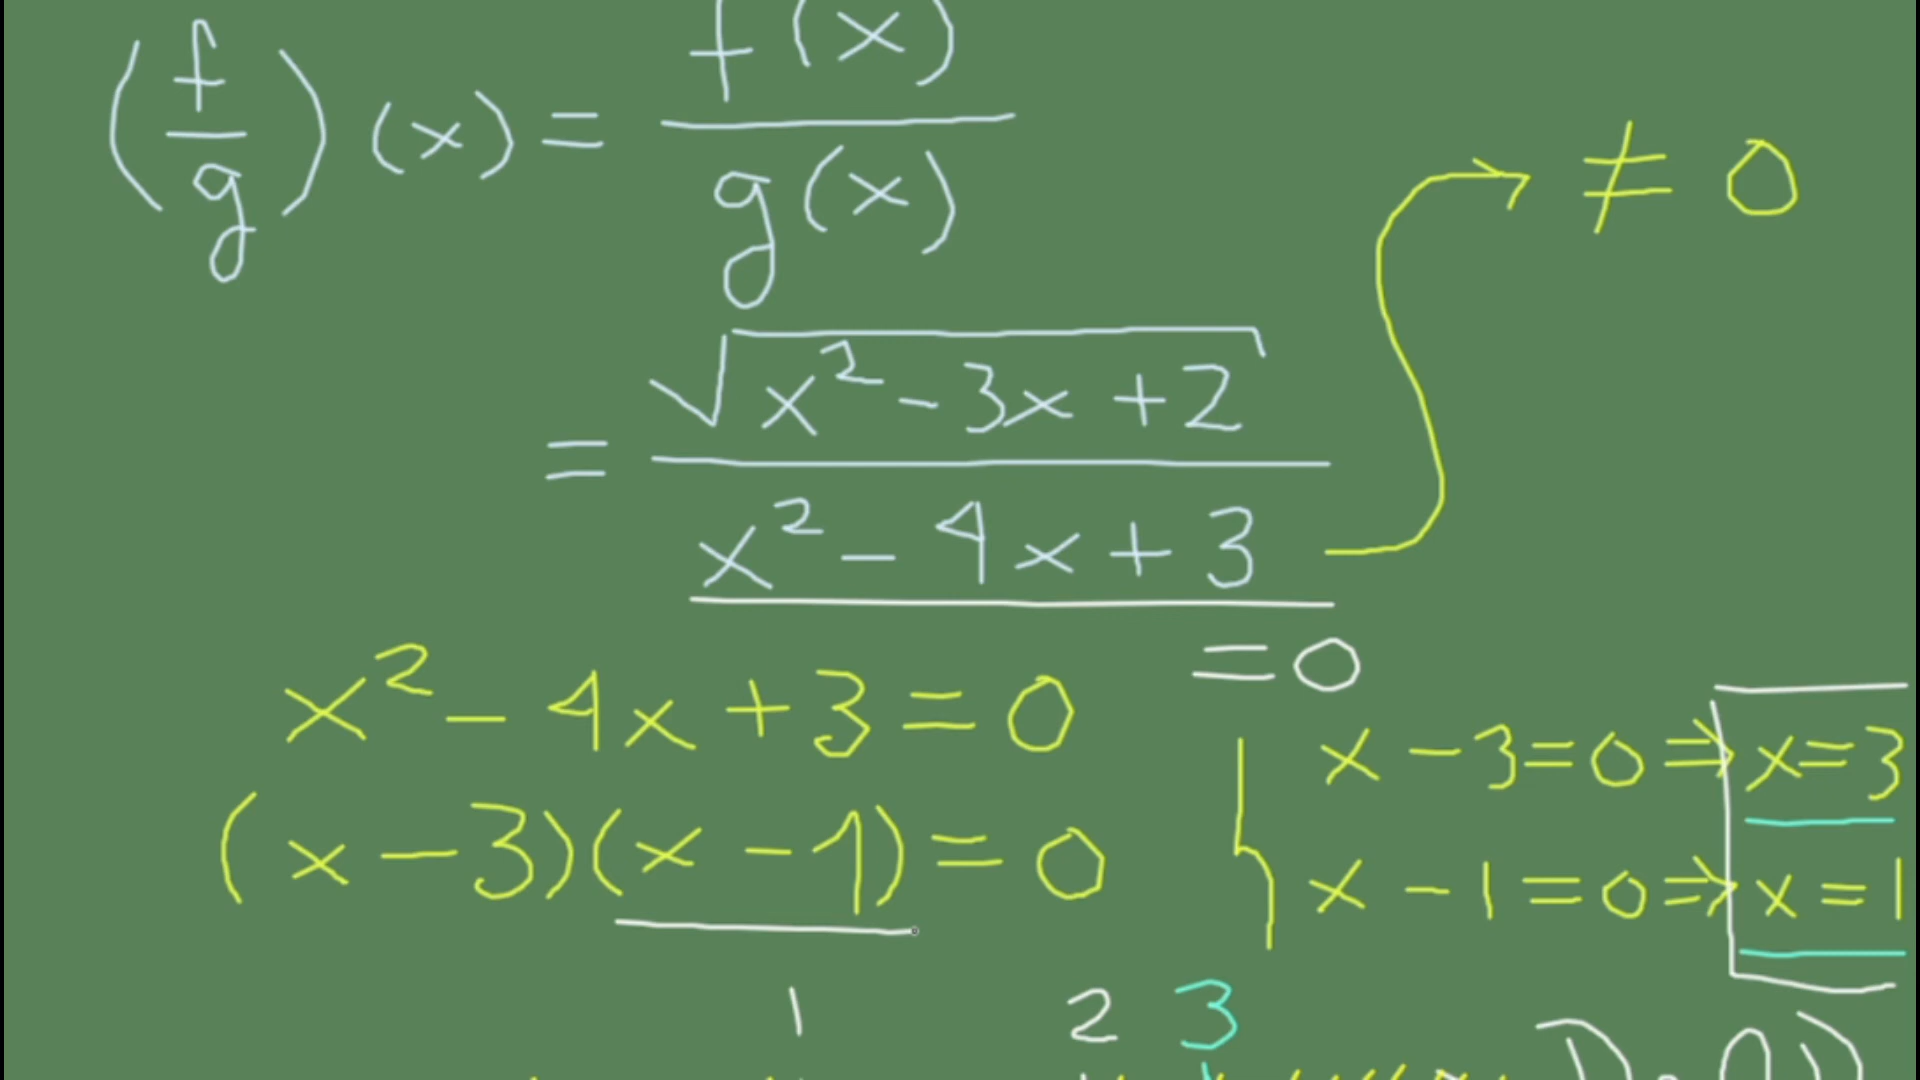 (f/g)(x) = f(x)/g(x)
≠ 0
= √(x² - 3x + 2) / (x² - 4x + 3)
= 0
x² - 4x + 3 = 0
x - 3 = 0 ⇒ x = 3
(x - 3)(x - 1) = 0
x - 1 = 0 ⇒ x = 1
1 2 3